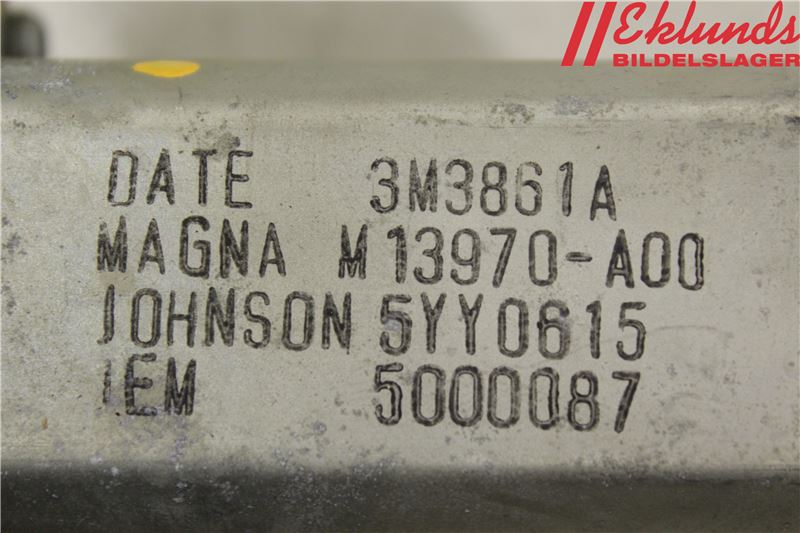 Eklunds
BILDELSLAGER
DATE 3M3861A
MAGNA M13970-A00
JOHNSON 5YY0615
IEM 5000087